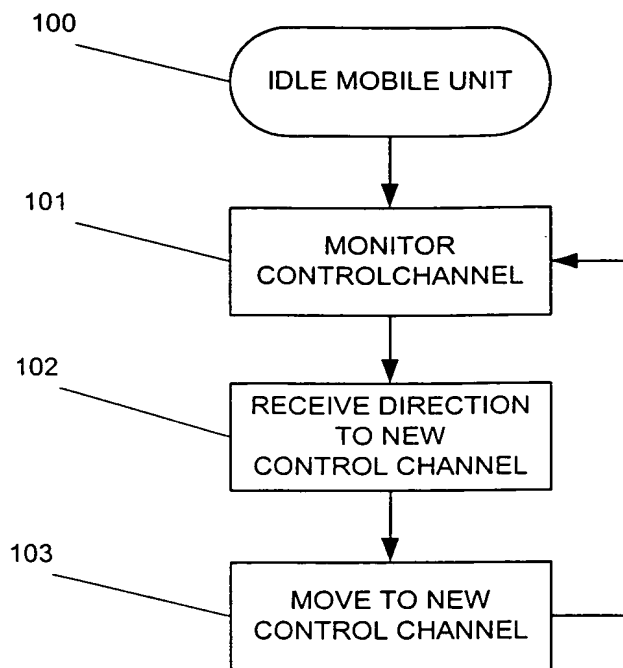 100
IDLE MOBILE UNIT
101
MONITOR
CONTROLCHANNEL
102
RECEIVE DIRECTION
TO NEW
CONTROL CHANNEL
103
MOVE TO NEW
CONTROL CHANNEL